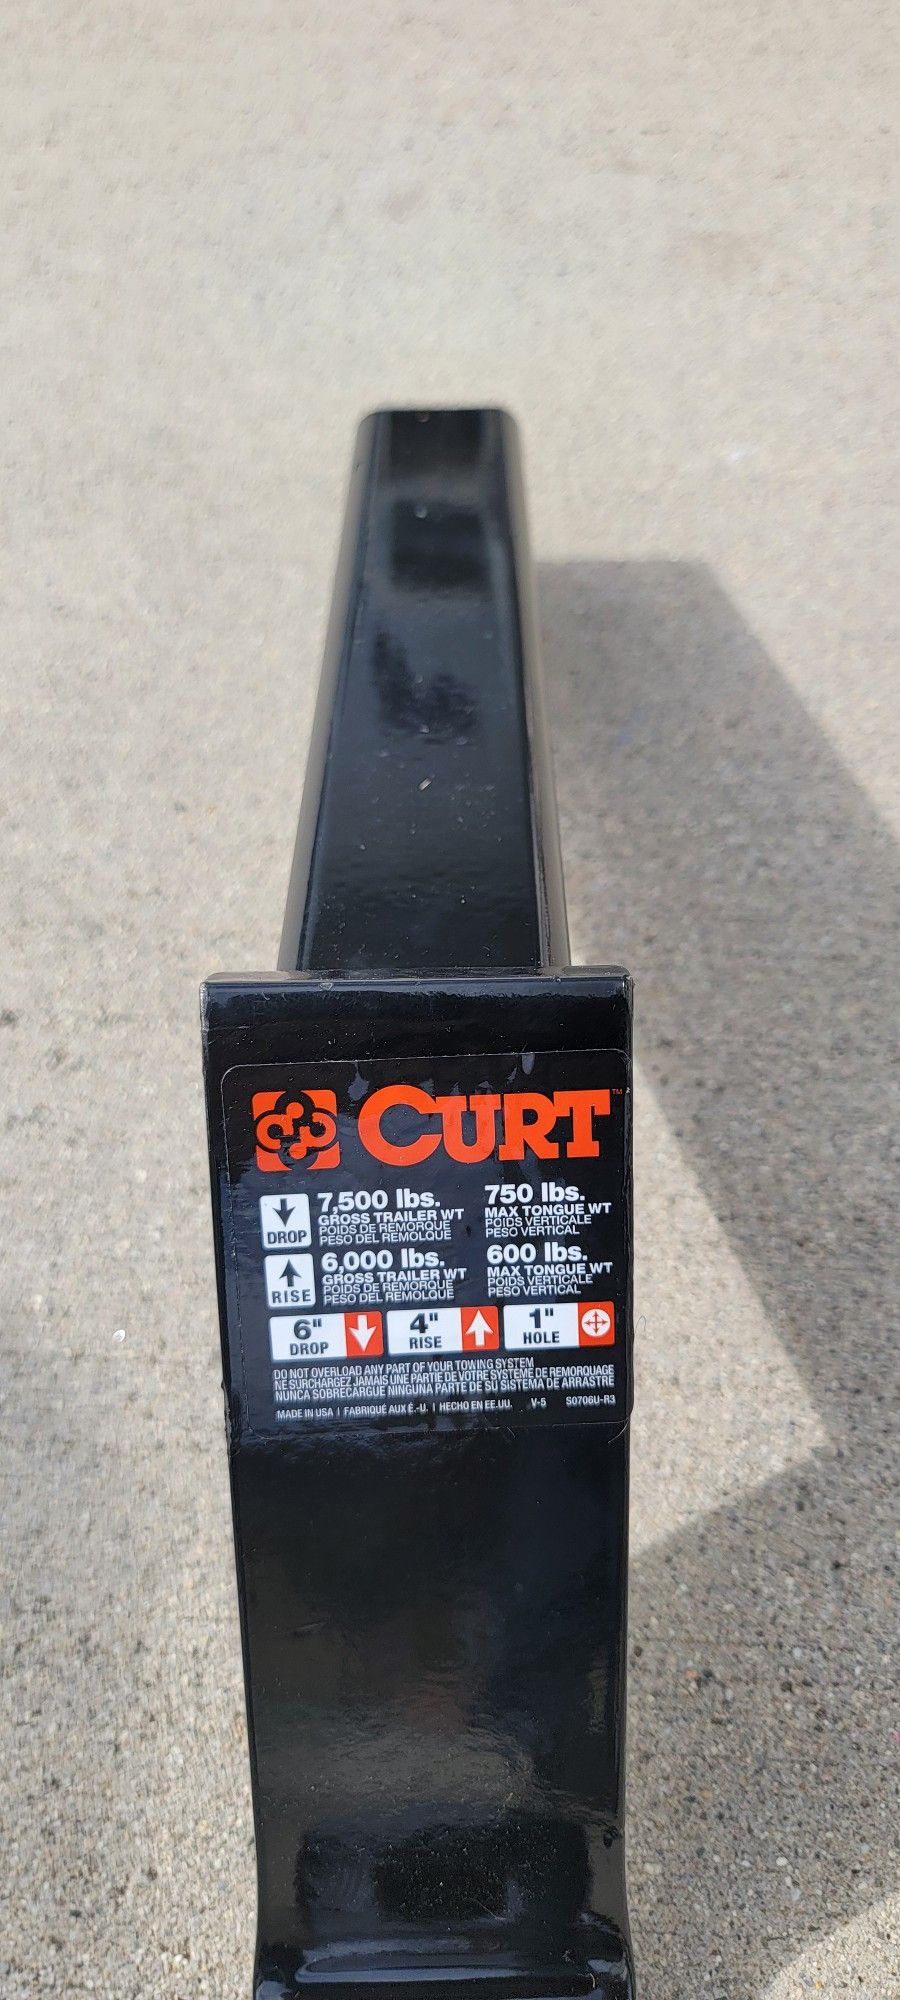 CURT™
7,500 lbs.
GROSS TRAILER WT
POIDS DE REMORQUE
PESO DEL REMOLQUE
750 lbs.
MAX TONGUE WT
POIDS VERTICALE
PESO VERTICAL
DROP
6,000 lbs.
GROSS TRAILER WT
POIDS DE REMORQUE
PESO DEL REMOLQUE
600 lbs.
MAX TONGUE WT
POIDS VERTICALE
PESO VERTICAL
RISE
6"
DROP
4"
RISE
1"
HOLE
DO NOT OVERLOAD ANY PART OF YOUR TOWING SYSTEM
NE SURCHARGEZ JAMAIS UNE PARTIE DE VOTRE SYSTEME DE REMOROUAGE
NUNCA SOBRECARGUE NINGUNA PARTE DE SU SISTEMA DE ARRASTRE
MADE IN USA | FABRIQUÉ AUX É.-U. | HECHO EN EE.UU. V-5 S0706U-R3